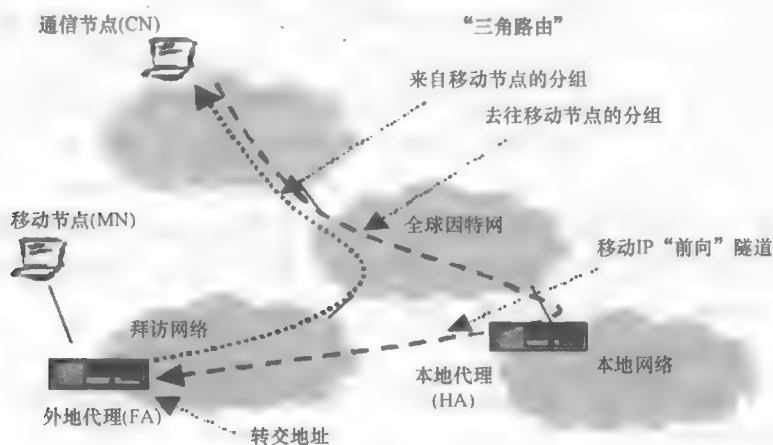 通信节点(CN)
“三角路由”
来自移动节点的分组
去往移动节点的分组
移动节点(MN)
全球因特网
移动IP“前向”隧道
拜访网络
本地代理
(HA)
本地网络
外地代理(FA)
转交地址